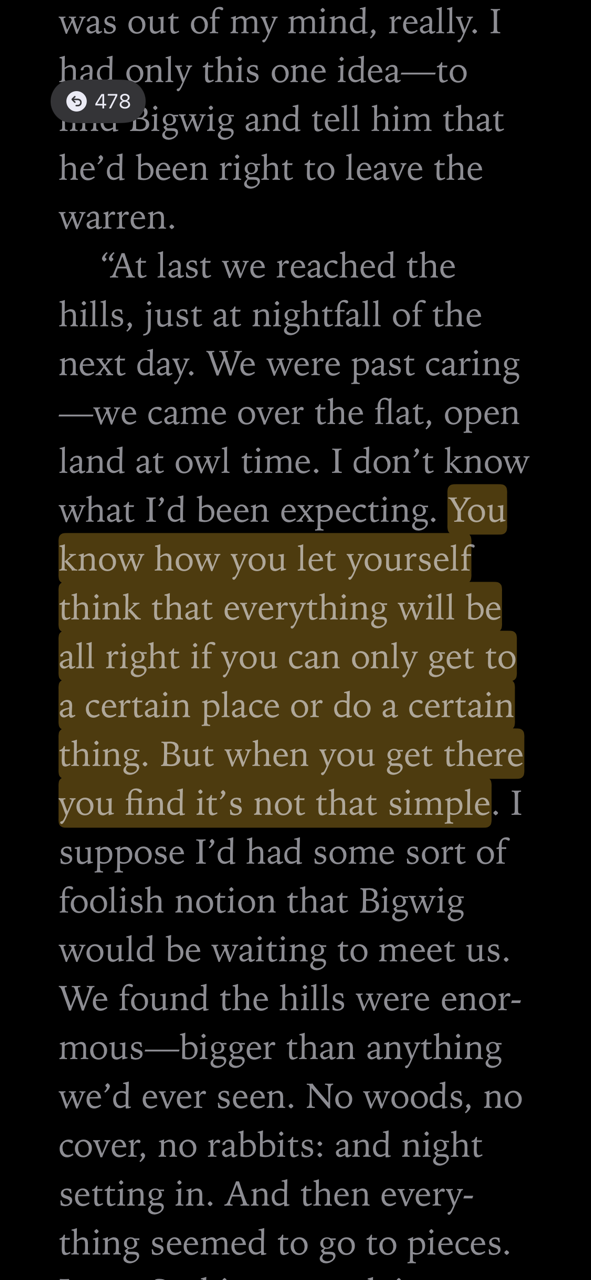 was out of my mind, really. I
had only this one idea—to
478
find Bigwig and tell him that
he’d been right to leave the
warren.
“At last we reached the
hills, just at nightfall of the
next day. We were past caring
—we came over the flat, open
land at owl time. I don’t know
what I’d been expecting. You
know how you let yourself
think that everything will be
all right if you can only get to
a certain place or do a certain
thing. But when you get there
you find it’s not that simple. I
suppose I’d had some sort of
foolish notion that Bigwig
would be waiting to meet us.
We found the hills were enor-
mous—bigger than anything
we’d ever seen. No woods, no
cover, no rabbits: and night
setting in. And then every-
thing seemed to go to pieces.